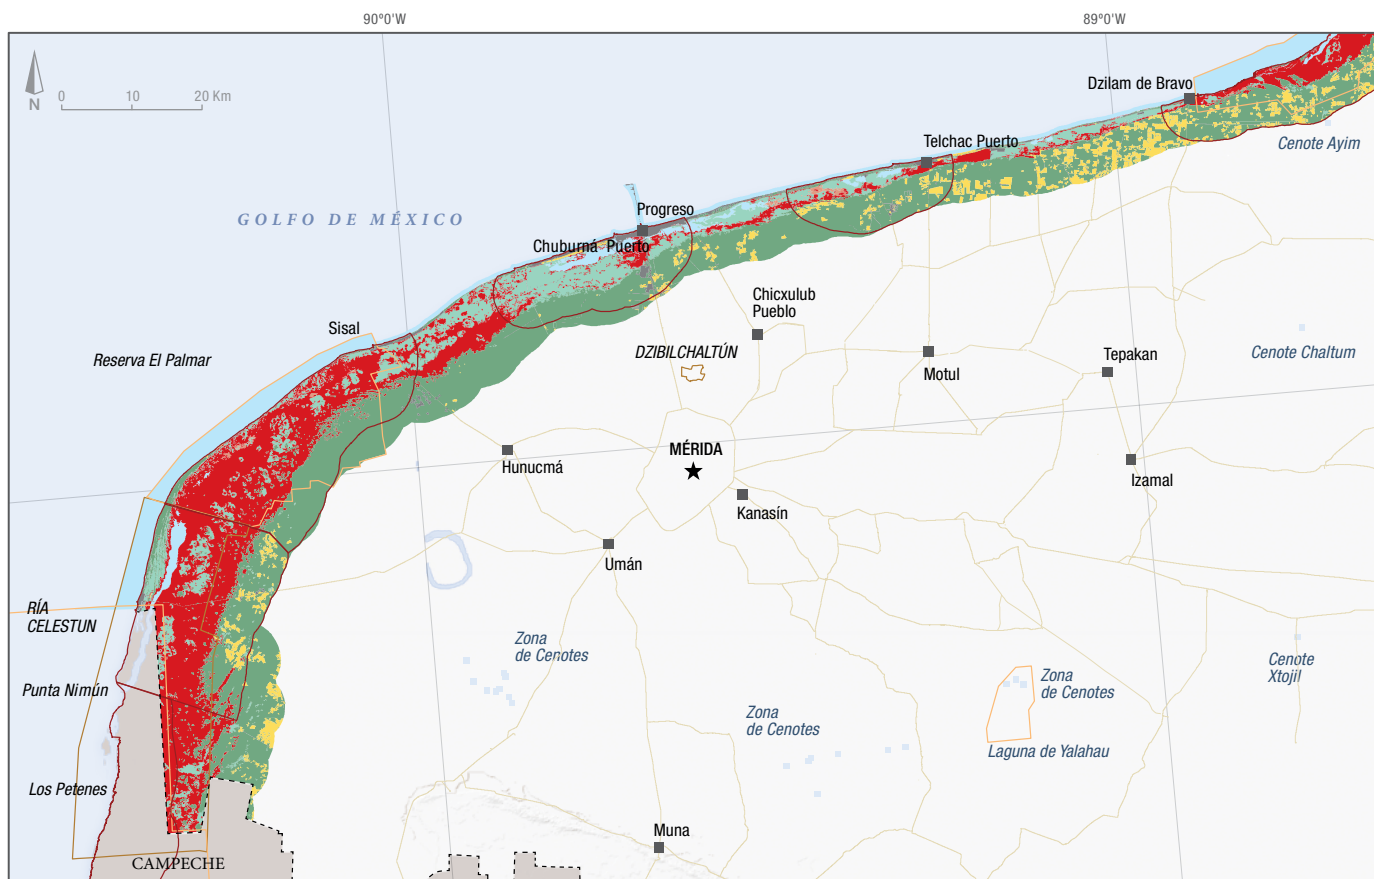 90°0'W
89°0'W
N
0 10 20 Km
Dzilam de Bravo
Telchac Puerto
Cenote Ayim
GOLFO DE MÉXICO
Progreso
Chuburná Puerto
Chicxulub
Pueblo
Sisal
Reserva El Palmar
DZIBILCHALTÚN
Motul
Tepakan
Cenote Chaltum
MÉRIDA
Hunucmá
Kanasín
Izamal
Umán
RÍA
CELESTUN
Zona
de Cenotes
Punta Nimún
Zona
de Cenotes
Zona
de Cenotes
Cenote
Xtojil
Laguna de Yalahau
Los Petenes
Muna
CAMPECHE